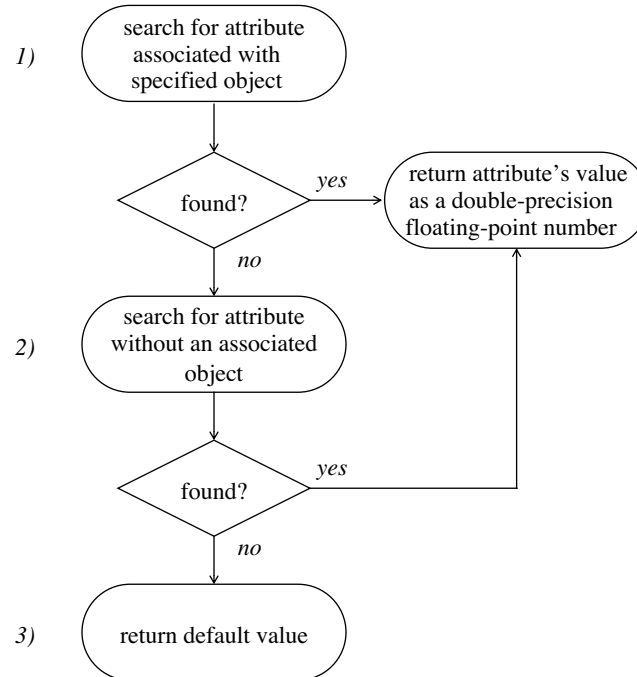 1)
search for attribute
associated with
specified object
found?
yes
return attribute's value
as a double-precision
floating-point number
no
2)
search for attribute
without an associated
object
found?
yes
no
3)
return default value